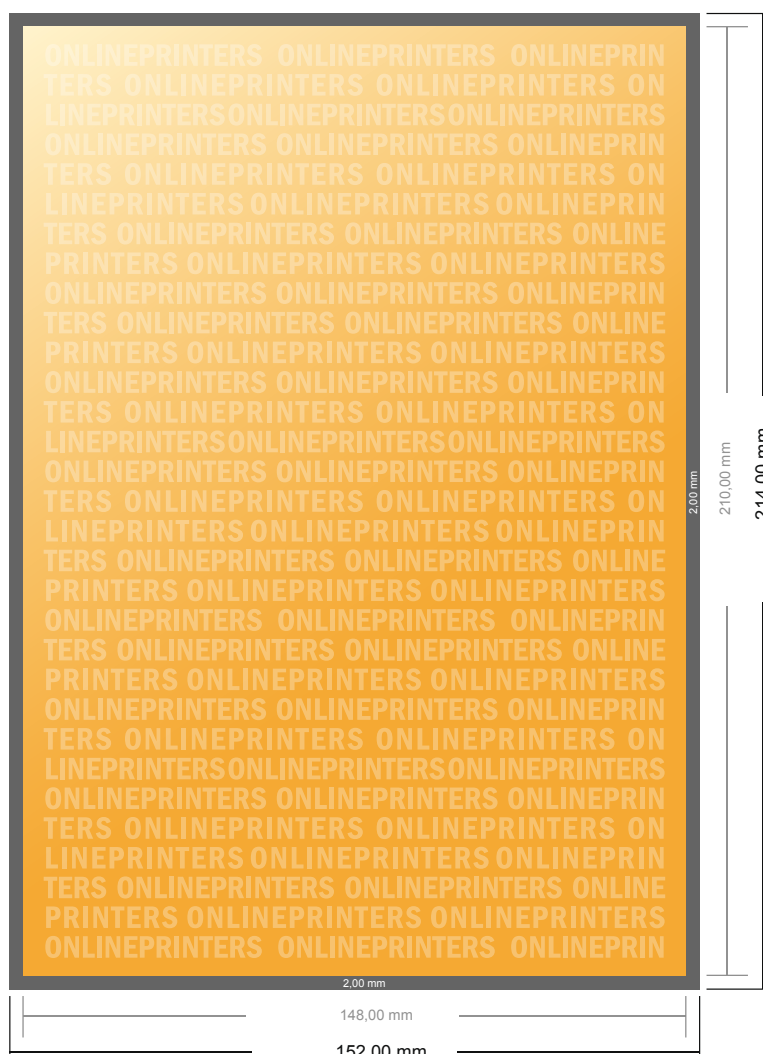 ONLINEPRINTERS ONLINEPRINTERS ONLINEPRIN
TERS ONLINEPRINTERS ONLINEPRINTERS ON
LINEPRINTERSONLINEPRINTERSONLINEPRINTERS
ONLINEPRINTERS ONLINEPRINTERS ONLINEPRIN
TERS ONLINEPRINTERS ONLINEPRINTERS ON
LINEPRINTERS ONLINEPRINTERS ONLINEPRIN
TERS ONLINEPRINTERS ONLINEPRINTERS ONLINE
PRINTERS ONLINEPRINTERS ONLINEPRINTERS
ONLINEPRINTERS ONLINEPRINTERS ONLINEPRIN
TERS ONLINEPRINTERS ONLINEPRINTERS ONLINE
PRINTERS ONLINEPRINTERS ONLINEPRINTERS
ONLINEPRINTERS ONLINEPRINTERS ONLINEPRIN
TERS ONLINEPRINTERS ONLINEPRINTERS ON
LINEPRINTERSONLINEPRINTERSONLINEPRINTERS
ONLINEPRINTERS ONLINEPRINTERS ONLINEPRIN
TERS ONLINEPRINTERS ONLINEPRINTERS ON
LINEPRINTERS ONLINEPRINTERS ONLINEPRIN
TERS ONLINEPRINTERS ONLINEPRINTERS ONLINE
PRINTERS ONLINEPRINTERS ONLINEPRINTERS
ONLINEPRINTERS ONLINEPRINTERS ONLINEPRIN
TERS ONLINEPRINTERS ONLINEPRINTERS ONLINE
PRINTERS ONLINEPRINTERS ONLINEPRINTERS
ONLINEPRINTERS ONLINEPRINTERS ONLINEPRIN
TERS ONLINEPRINTERS ONLINEPRINTERS ON
LINEPRINTERSONLINEPRINTERSONLINEPRINTERS
ONLINEPRINTERS ONLINEPRINTERS ONLINEPRIN
TERS ONLINEPRINTERS ONLINEPRINTERS ON
LINEPRINTERS ONLINEPRINTERS ONLINEPRIN
TERS ONLINEPRINTERS ONLINEPRINTERS ONLINE
PRINTERS ONLINEPRINTERS ONLINEPRINTERS
ONLINEPRINTERS ONLINEPRINTERS ONLINEPRIN
2,00 mm
210,00 mm
214,00 mm
2,00 mm
148,00 mm
152,00 mm